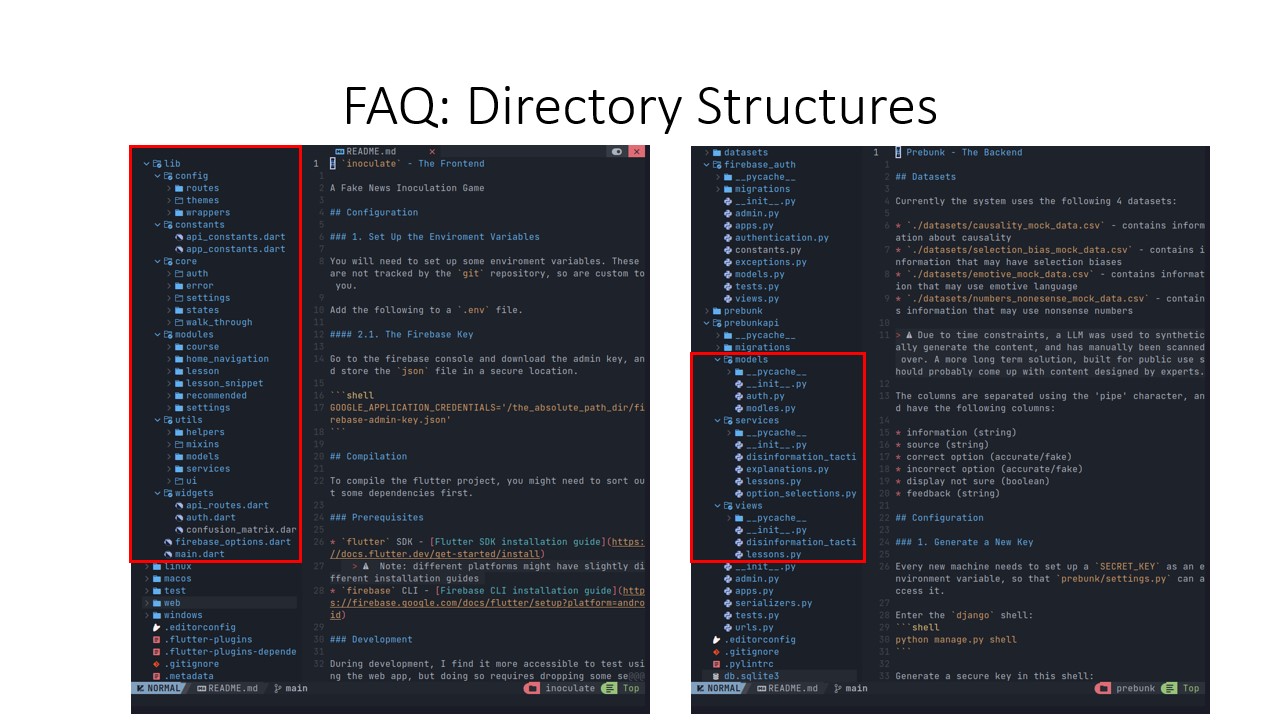 FAQ: Directory Structures
lib
config
routes
themes
wrappers
constants
api_constants.dart
app_constants.dart
core
auth
error
settings
states
walk_through
modules
course
home_navigation
lesson
lesson_snippet
recommended
settings
utils
helpers
mixins
models
services
ui
widgets
api_routes.dart
auth.dart
confusion_matrix.dar
firebase_options.dart
main.dart
linux
macos
test
web
windows
.editorconfig
.flutter-plugins
.flutter-plugins-depende
.gitignore
.metadata
README.md ×
1 # `inoculate` - The Frontend
1
2 A Fake News Inoculation Game
3
4 ## Configuration
5
6 ### 1. Set Up the Enviroment Variables
7
8 You will need to set up some enviroment variables. These
are not tracked by the `git` repository, so are custom to
you.
9
10 Add the following to a `.env` file.
11
12 #### 2.1. The Firebase Key
13
14 Go to the firebase console and download the admin key, an
d store the `json` file in a secure location.
15
16 ```shell
17 GOOGLE_APPLICATION_CREDENTIALS='/the_absolute_path_dir/fi
rebase-admin-key.json'
18 ```
19
20 ## Compilation
21
22 To compile the flutter project, you might need to sort ou
t some dependencies first.
23
24 ### Prerequisites
25
26 * `flutter` SDK - [Flutter SDK installation guide](https:
//docs.flutter.dev/get-started/install)
27 > ⚠ Note: different platforms might have slightly di
fferent installation guides
28 * `firebase` CLI - [Firebase CLI installation guide](http
s://firebase.google.com/docs/flutter/setup?platform=andro
id)
29
30 ### Development
31
32 During development, I find it more accessible to test usi
ng the web app, but doing so requires dropping some se@@@
NORMAL README.md main inoculate Top
datasets
firebase_auth
__pycache__
migrations
__init__.py
admin.py
apps.py
authentication.py
constants.py
exceptions.py
models.py
tests.py
views.py
prebunk
prebunkapi
__pycache__
migrations
models
__pycache__
__init__.py
auth.py
modles.py
services
__pycache__
__init__.py
disinformation_tacti
explanations.py
lessons.py
option_selections.py
views
__pycache__
__init__.py
disinformation_tacti
lessons.py
__init__.py
admin.py
apps.py
serializers.py
tests.py
urls.py
.editorconfig
.gitignore
.pylintrc
db.sqlite3
1 # Prebunk - The Backend
1
2 ## Datasets
3
4 Currently the system uses the following 4 datasets:
5
6 * `./datasets/causality_mock_data.csv` - contains inform
ation about causality
7 * `./datasets/selection_bias_mock_data.csv` - contains i
nformation that may have selection biases
8 * `./datasets/emotive_mock_data.csv` - contains informat
ion that may use emotive language
9 * `./datasets/numbers_nonesense_mock_data.csv` - contain
s information that may use nonsense numbers
10
11 > ⚠ Due to time constraints, a LLM was used to synthetic
ally generate the content, and has manually been scanned
over. A more long term solution, built for public use s
hould probably come up with content designed by experts.
12
13 The columns are separated using the 'pipe' character, an
d have the following columns:
14
15 * information (string)
16 * source (string)
17 * correct option (accurate/fake)
18 * incorrect option (accurate/fake)
19 * display not sure (boolean)
20 * feedback (string)
21
22 ## Configuration
23
24 ### 1. Generate a New Key
25
26 Every new machine needs to set up a `SECRET_KEY` as an e
nvironment variable, so that `prebunk/settings.py` can a
ccess it.
27
28 Enter the `django` shell:
29 ```shell
30 python manage.py shell
31 ```
32
33 Generate a secure key in this shell:
NORMAL README.md main prebunk Top